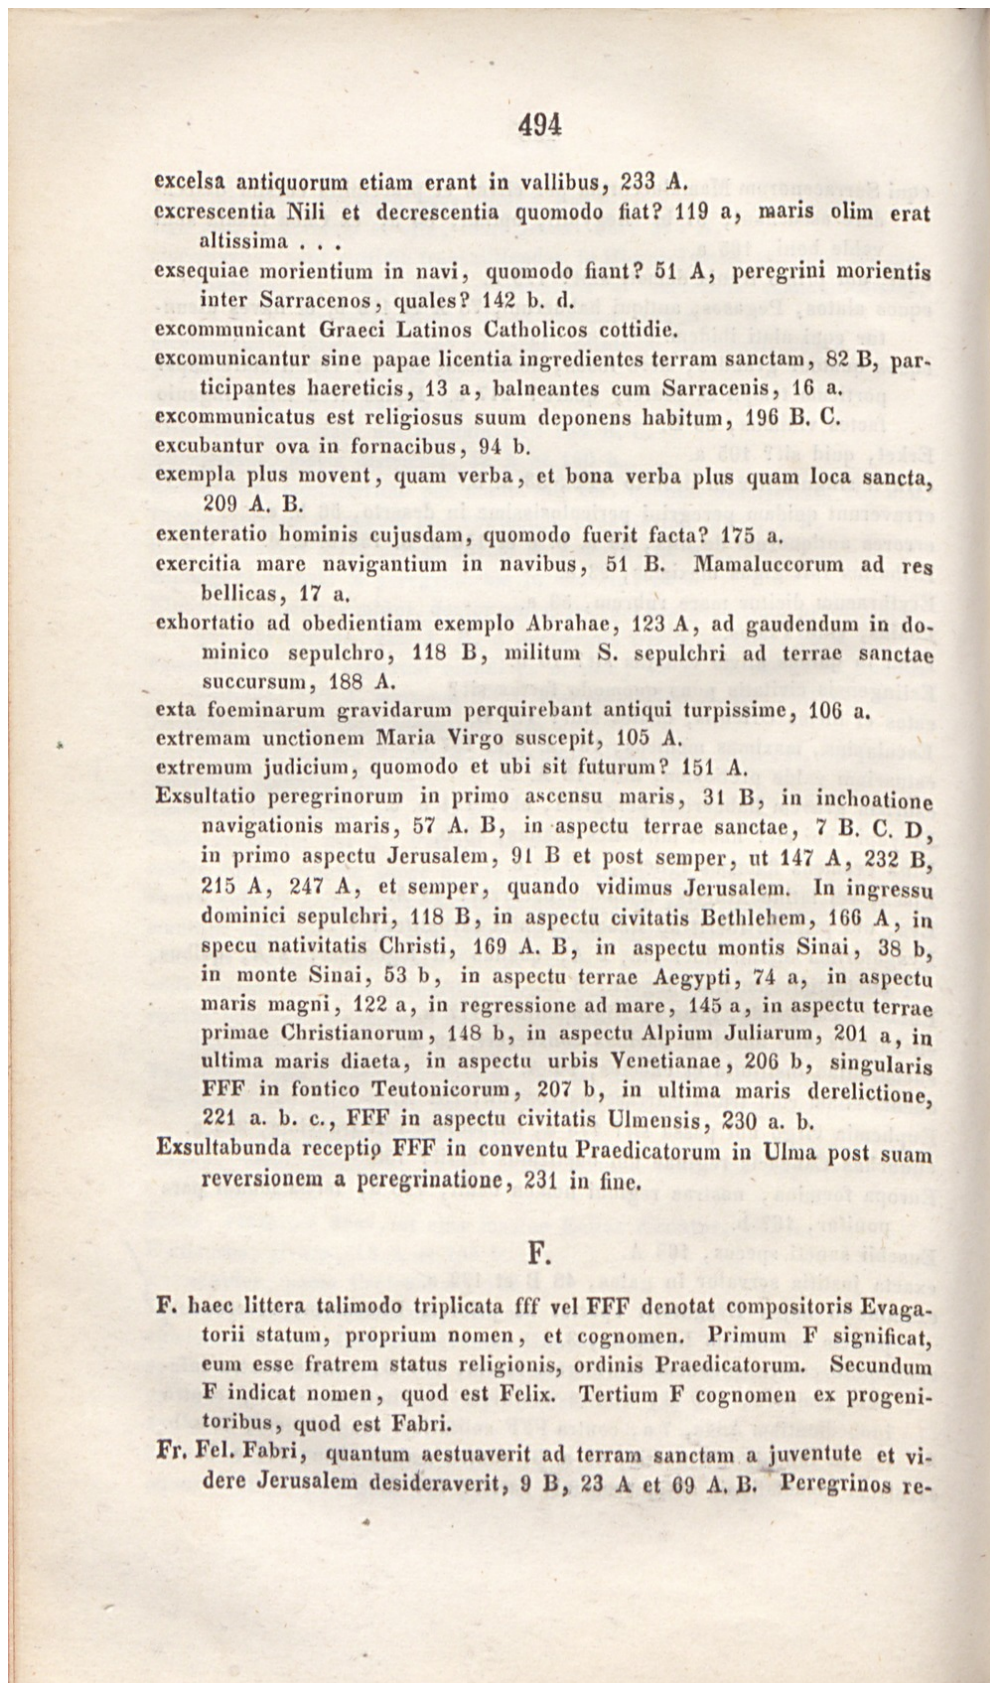 494
excelsa antiquorum etiam erant in vallibus, 233 A.
excrescentia Nili et decrescentia quomodo fiat? 119 a, maris olim erat
altissima . . .
exsequiae morientium in navi, quomodo fiant? 51 A, peregrini morientis
inter Sarracenos, quales? 142 b. d.
excommunicant Graeci Latinos Catholicos cottidie.
excomunicantur sine papae licentia ingredientes terram sanctam, 82 B, par-
ticipantes haereticis, 13 a, balneantes cum Sarracenis, 16 a.
excommunicatus est religiosus suum deponens habitum, 196 B. C.
excubantur ova in fornacibus, 94 b.
exempla plus movent, quam verba, et bona verba plus quam loca sancta,
209 A. B.
exenteratio hominis cujusdam, quomodo fuerit facta? 175 a.
exercitia mare navigantium in navibus, 51 B. Mamaluccorum ad res
bellicas, 17 a.
exhortatio ad obedientiam exemplo Abrahae, 123 A, ad gaudendum in do-
minico sepulchro, 118 B, militum S. sepulchri ad terrae sanctae
succursum, 188 A.
exta foeminarum gravidarum perquirebant antiqui turpissime, 106 a.
extremam unctionem Maria Virgo suscepit, 105 A.
extremum judicium, quomodo et ubi sit futurum? 151 A.
Exsultatio peregrinorum in primo ascensu maris, 31 B, in inchoatione
navigationis maris, 57 A. B, in aspectu terrae sanctae, 7 B. C. D,
in primo aspectu Jerusalem, 91 B et post semper, ut 147 A, 232 B,
215 A, 247 A, et semper, quando vidimus Jerusalem. In ingressu
dominici sepulchri, 118 B, in aspectu civitatis Bethlehem, 166 A, in
specu nativitatis Christi, 169 A. B, in aspectu montis Sinai, 38 b,
in monte Sinai, 53 b, in aspectu terrae Aegypti, 74 a, in aspectu
maris magni, 122 a, in regressione ad mare, 145 a, in aspectu terrae
primae Christianorum, 148 b, in aspectu Alpium Juliarum, 201 a, in
ultima maris diaeta, in aspectu urbis Venetianae, 206 b, singularis
FFF in fontico Teutonicorum, 207 b, in ultima maris derelictione,
221 a. b. c., FFF in aspectu civitatis Ulmensis, 230 a. b.
Exsultabunda receptio FFF in conventu Praedicatorum in Ulma post suam
reversionem a peregrinatione, 231 in fine.
F.
F. haec littera talimodo triplicata fff vel FFF denotat compositoris Evaga-
torii statum, proprium nomen, et cognomen. Primum F significat,
eum esse fratrem status religionis, ordinis Praedicatorum. Secundum
F indicat nomen, quod est Felix. Tertium F cognomen ex progeni-
toribus, quod est Fabri.
Fr. Fel. Fabri, quantum aestuaverit ad terram sanctam a juventute et vi-
dere Jerusalem desideraverit, 9 B, 23 A et 69 A. B. Peregrinos re-